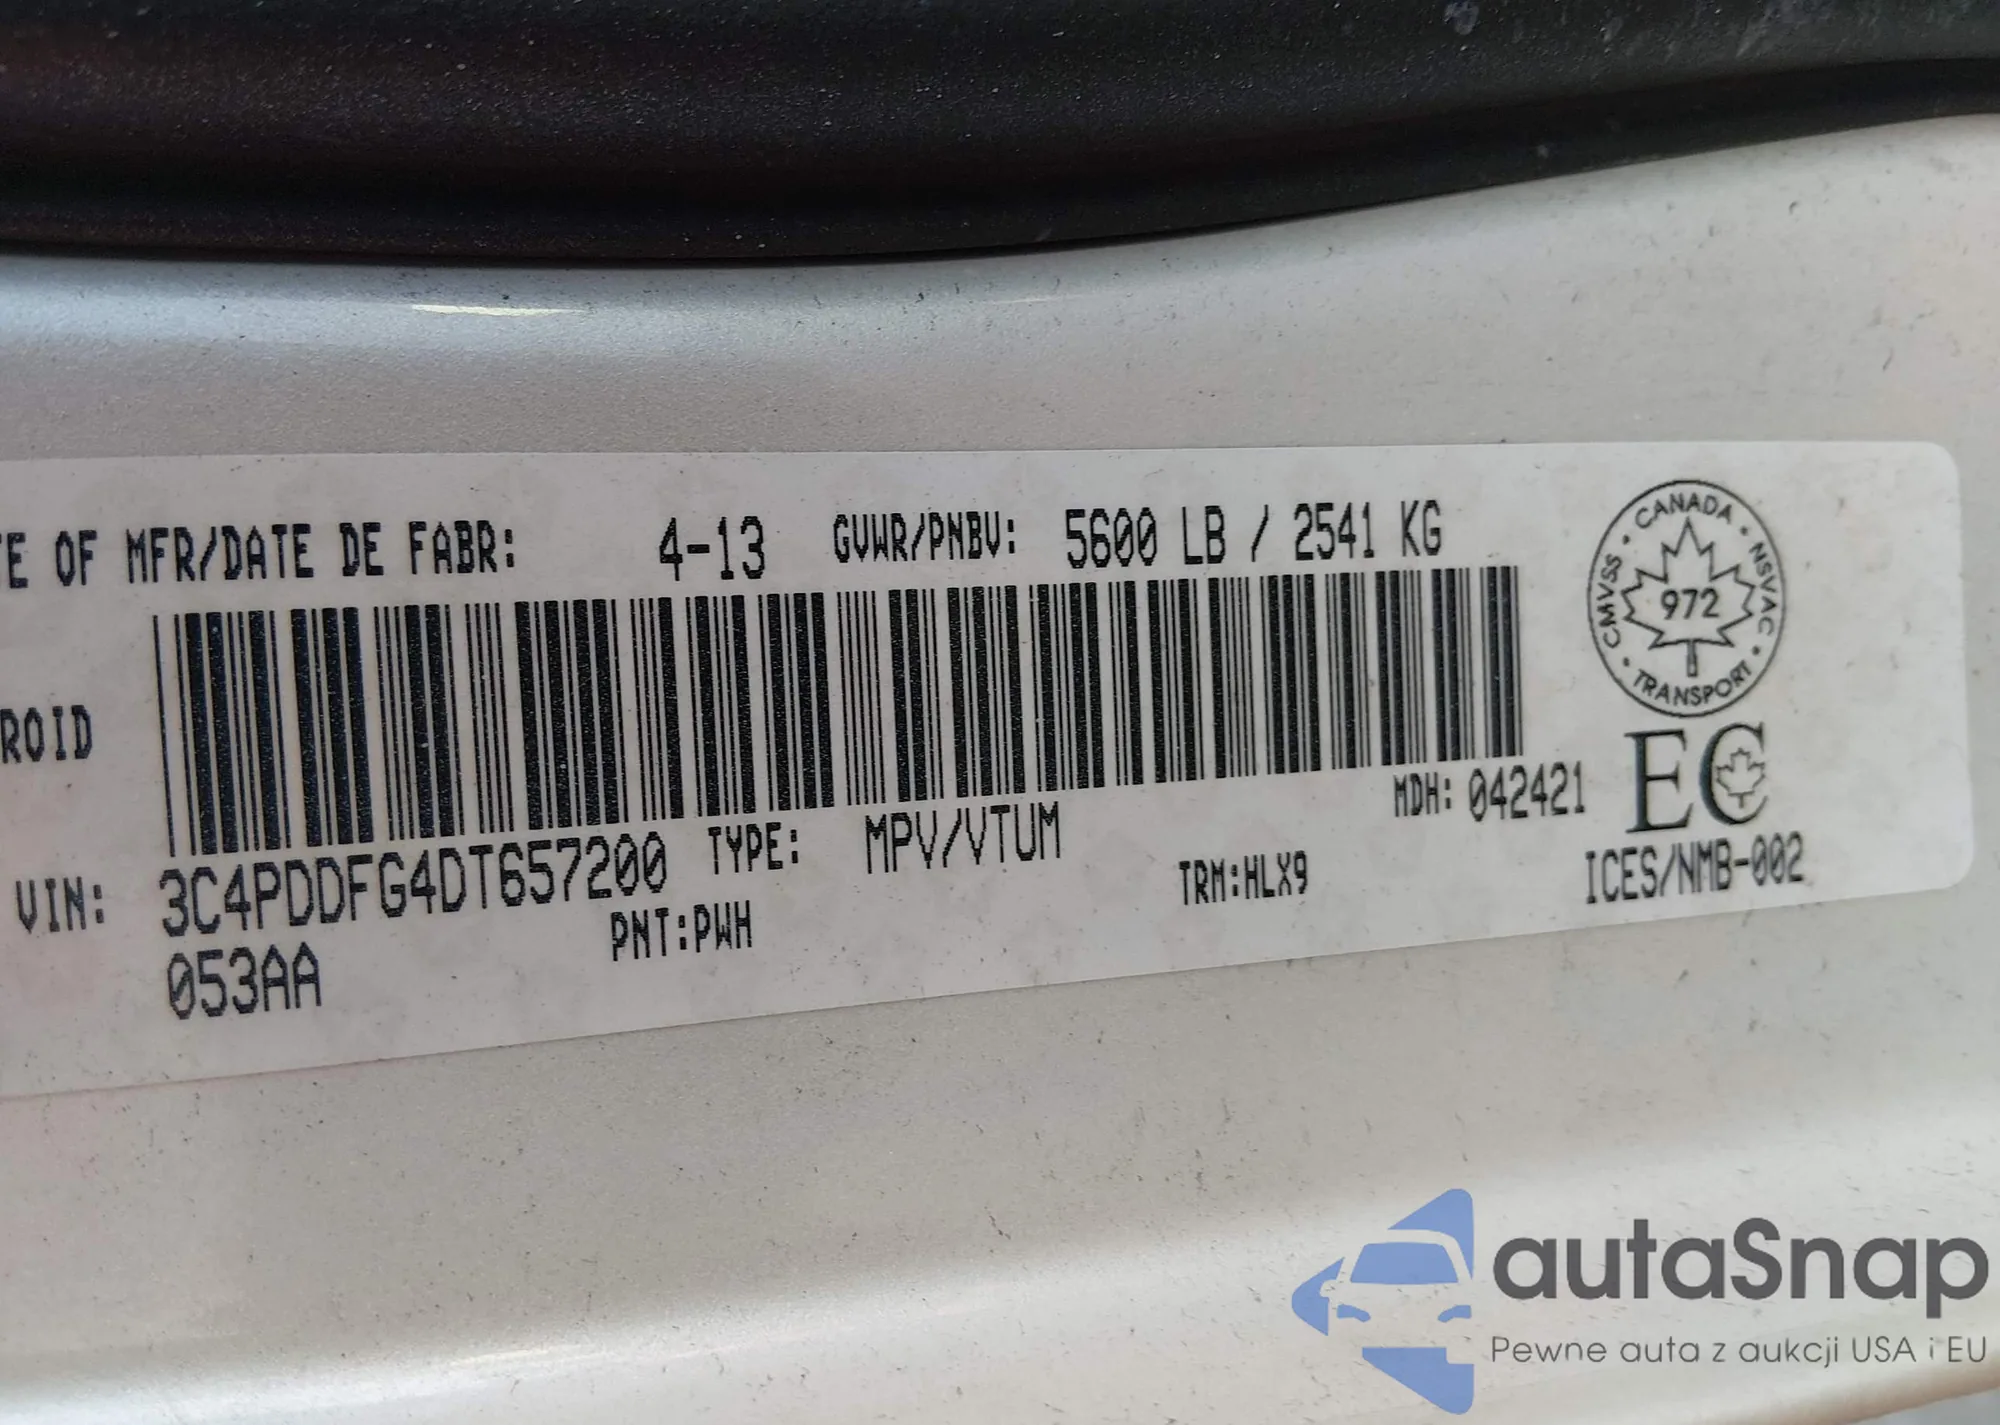 TE OF MFR/DATE DE FABR: 4-13 GVWR/PNBV: 5600 LB / 2541 KG
CMVSS • CANADA • NSVAC • TRANSPORT •
972
ROID
EC
MDH: 042421
VIN: 3C4PDDFG4DT657200 TYPE: MPV/VTUM
TRM:HLX9
ICES/NMB-002
053AA
PNT:PWH
autaSnap
Pewne auta z aukcji USA i EU